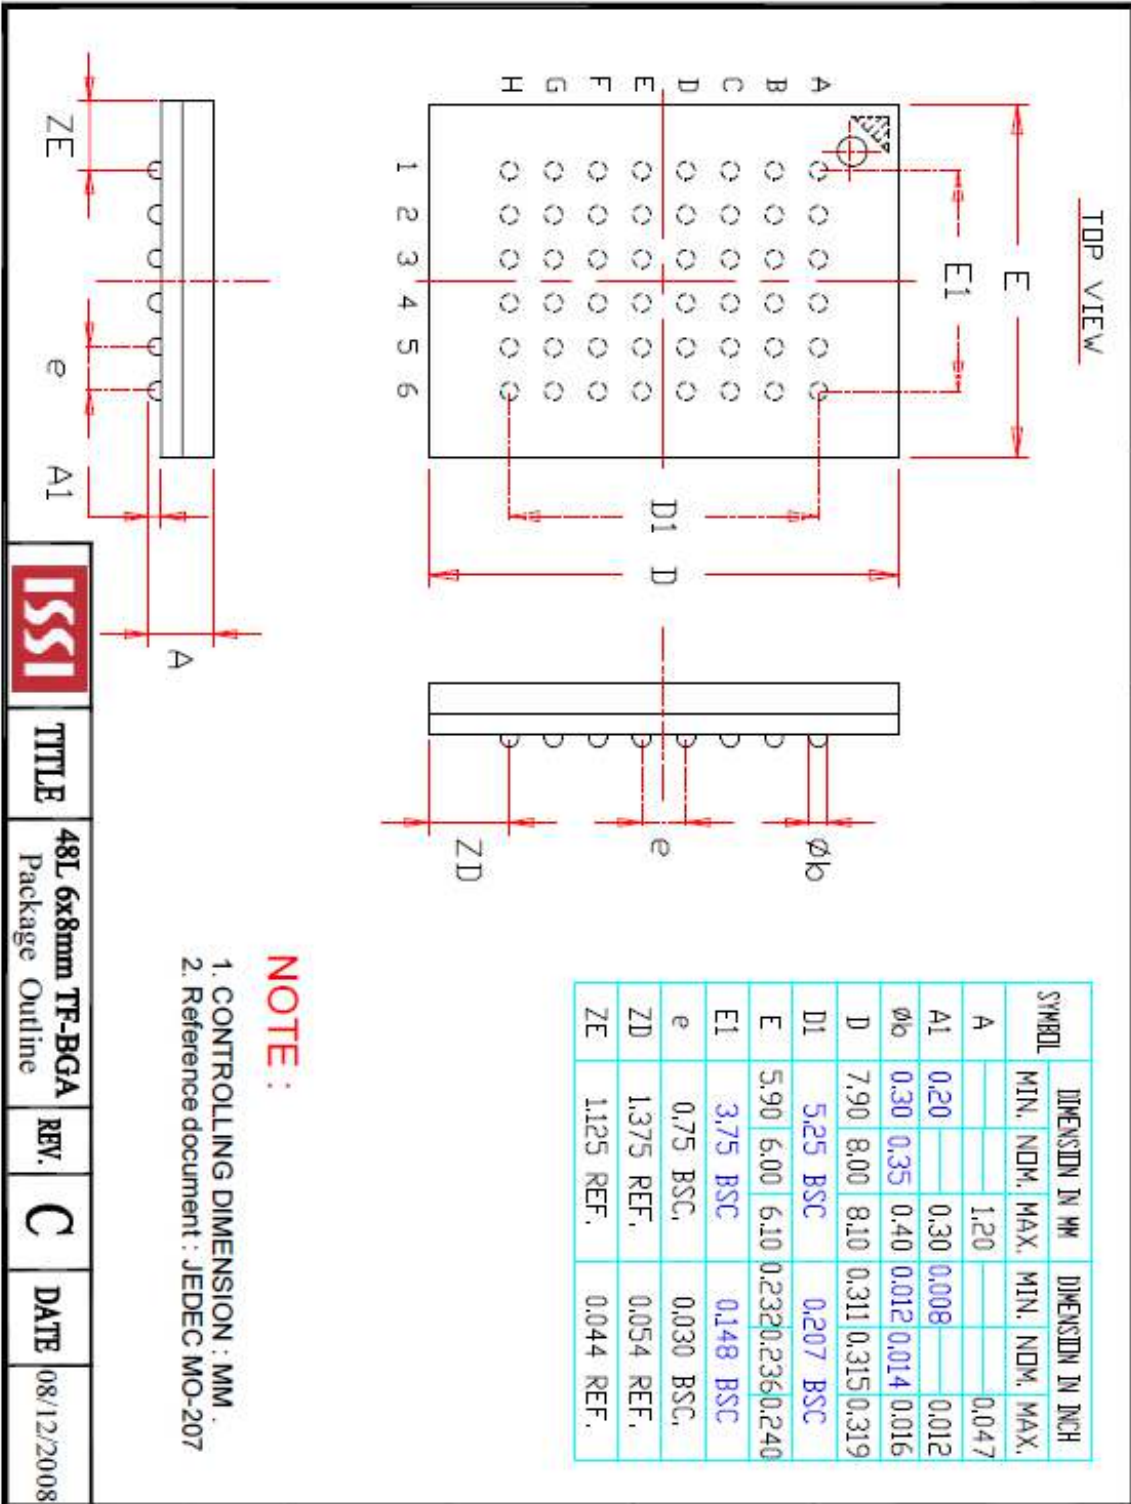 TOP VIEW
E
E1
A
B
C
D
E
F
G
H
1 2 3 4 5 6
D1
D
Øb
e
ZD
ZE
e
A1
A
SYMBOL DIMENSION IN MM DIMENSION IN INCH
MIN. NOM. MAX. MIN. NOM. MAX.
A 1.20 0.047
A1 0.20 0.30 0.008 0.012
Øb 0.30 0.35 0.40 0.012 0.014 0.016
D 7.90 8.00 8.10 0.311 0.315 0.319
D1 5.25 BSC 0.207 BSC
E 5.90 6.00 6.10 0.232 0.236 0.240
E1 3.75 BSC 0.148 BSC
e 0.75 BSC. 0.030 BSC.
ZD 1.375 REF. 0.054 REF.
ZE 1.125 REF. 0.044 REF.
NOTE :
1. CONTROLLING DIMENSION : MM .
2. Reference document : JEDEC MO-207
ISSI
TITLE
48L 6x8mm TF-BGA
Package Outline
REV.
C
DATE
08/12/2008